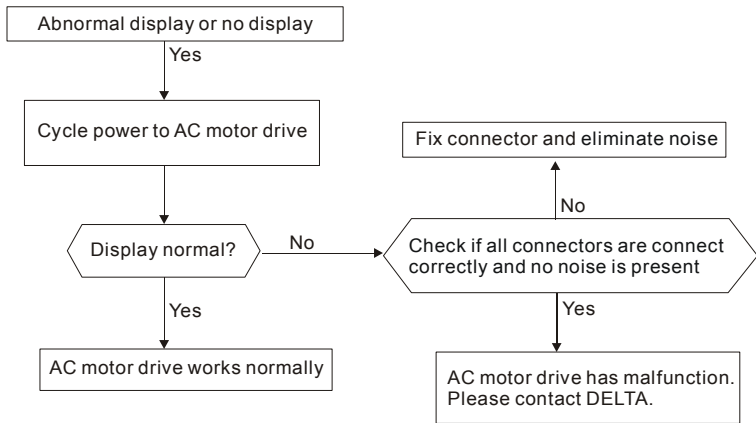 Abnormal display or no display
Yes
Cycle power to AC motor drive
Fix connector and eliminate noise
No
Display normal?
No
Check if all connectors are connect
correctly and no noise is present
Yes
Yes
AC motor drive works normally
AC motor drive has malfunction.
Please contact DELTA.